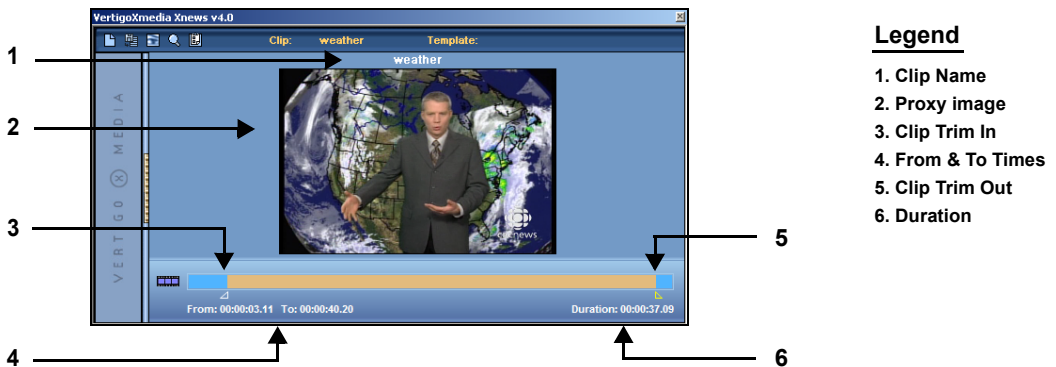 VertigoXmedia Xnews v4.0
Clip: weather Template:
weather
VERTIGO X MEDIA
news
From: 00:00:03.11 To: 00:00:40.20 Duration: 00:00:37.09
1
2
3
4
5
6
Legend
1. Clip Name
2. Proxy image
3. Clip Trim In
4. From & To Times
5. Clip Trim Out
6. Duration